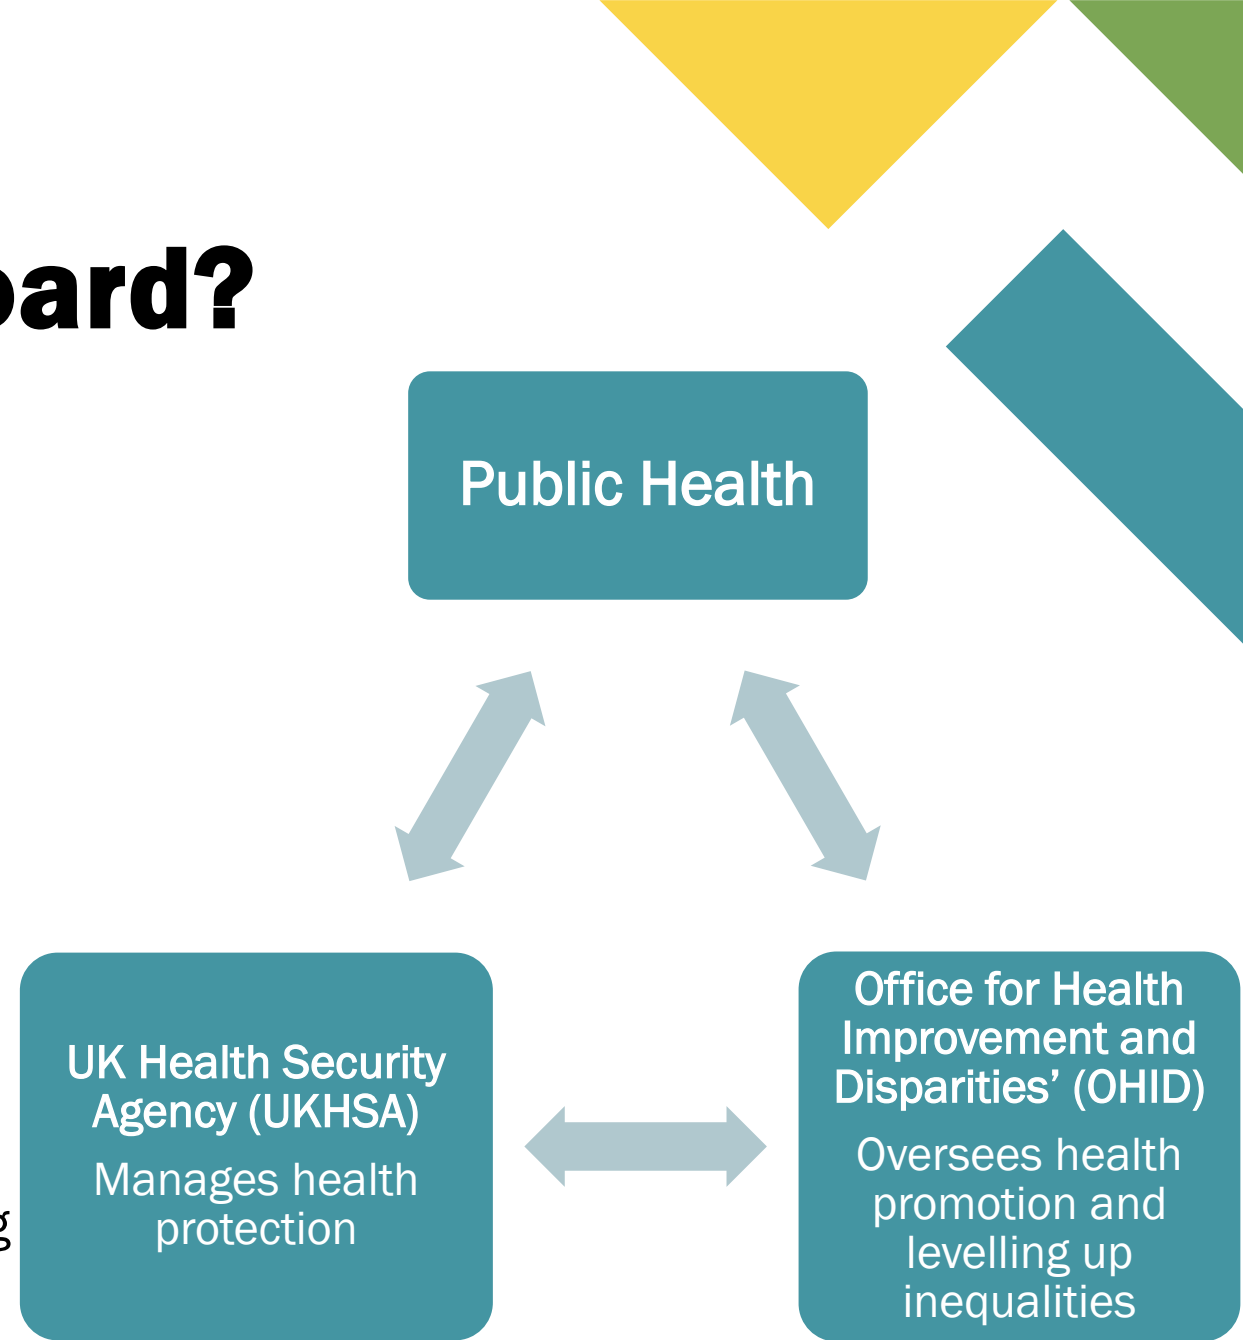 oard?
Public Health
UK Health Security
Agency (UKHSA)
Manages health
protection
g
Office for Health
Improvement and
Disparities’ (OHID)
Oversees health
promotion and
levelling up
inequalities